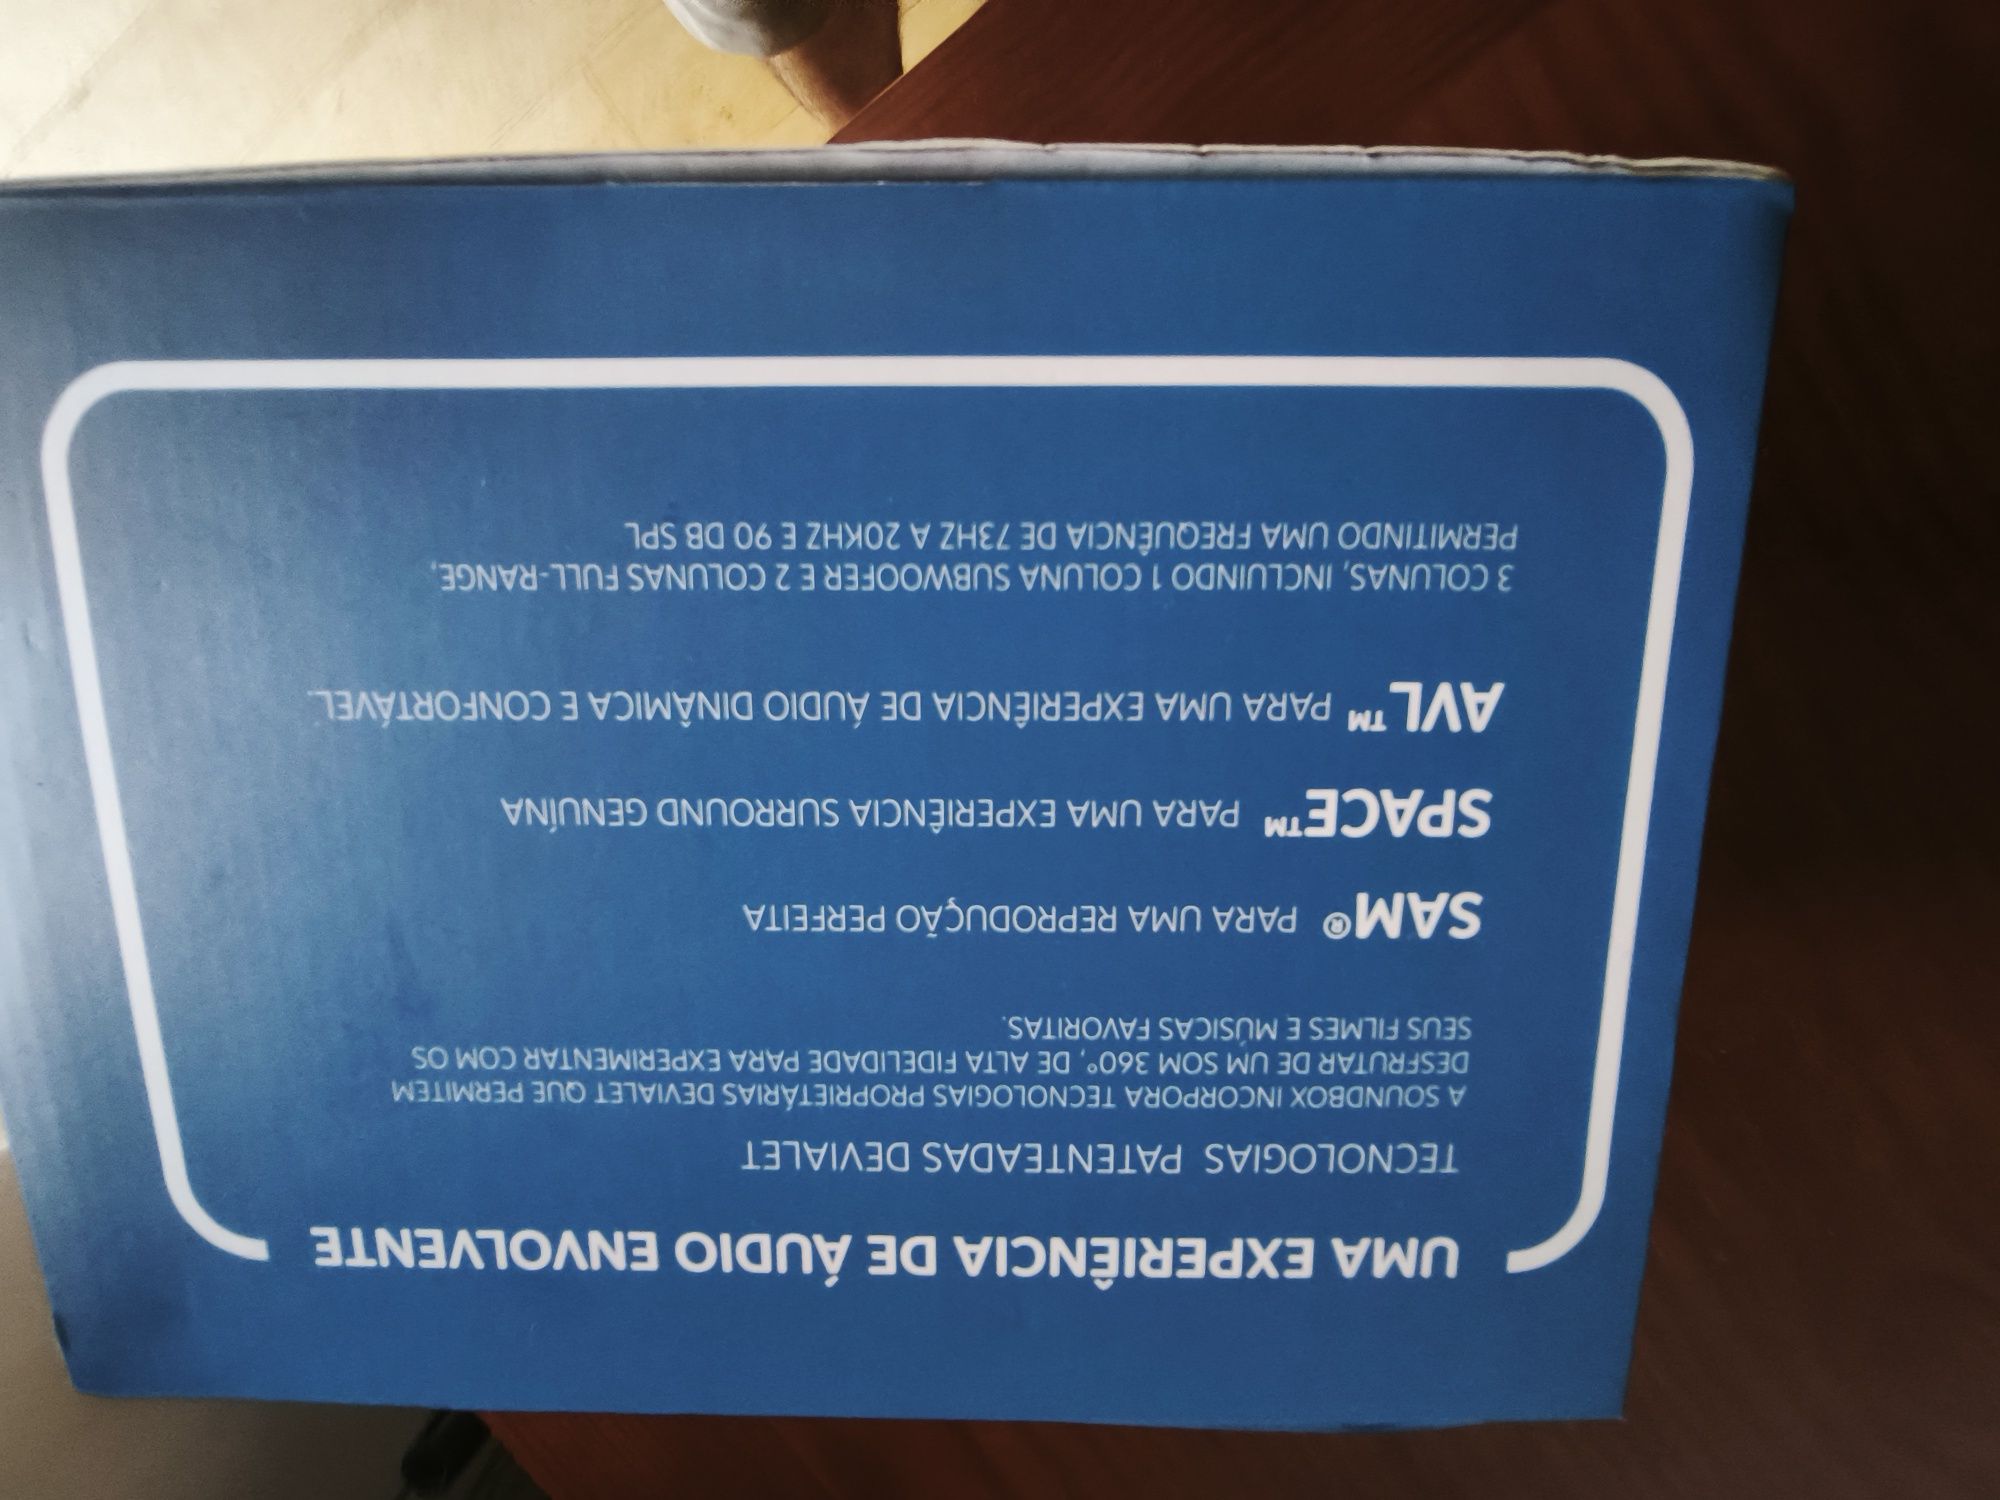 UMA EXPERIÊNCIA DE ÁUDIO ENVOLVENTE
TECNOLOGIAS PATENTEADAS DEVIALET
A SOUNDBOX INCORPORA TECNOLOGIAS PROPRIETÁRIAS DEVIALET QUE PERMITEM
DESFRUTAR DE UM SOM 360º, DE ALTA FIDELIDADE PARA EXPERIMENTAR COM OS
SEUS FILMES E MÚSICAS FAVORITAS.
SAM® PARA UMA REPRODUÇÃO PERFEITA
SPACE™ PARA UMA EXPERIÊNCIA SURROUND GENUÍNA
AVL™ PARA UMA EXPERIÊNCIA DE ÁUDIO DINÂMICA E CONFORTÁVEL.
3 COLUNAS, INCLUINDO 1 COLUNA SUBWOOFER E 2 COLUNAS FULL-RANGE,
PERMITINDO UMA FREQUÊNCIA DE 73HZ A 20KHZ E 90 DB SPL